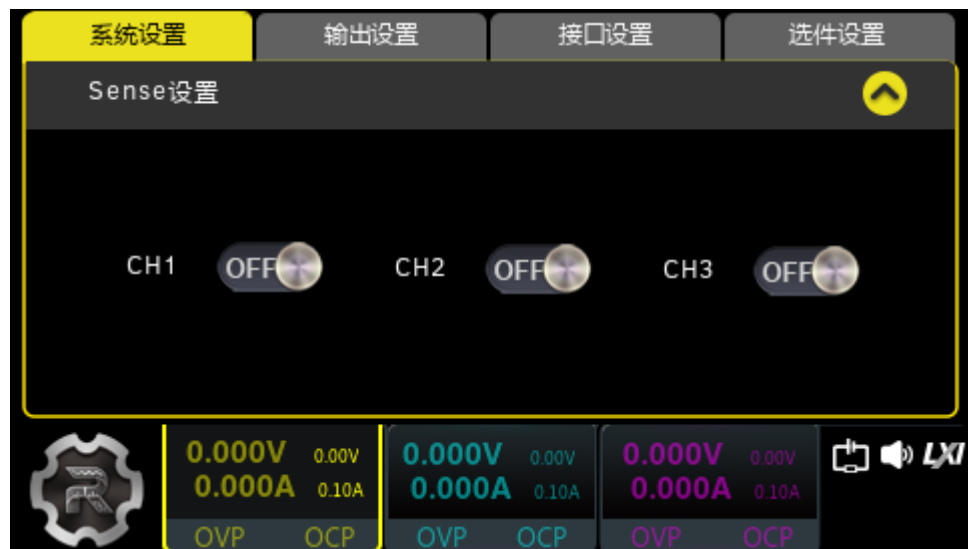 系统设置 输出设置 接口设置 选件设置
Sense设置
CH1 OFF CH2 OFF CH3 OFF
0.000V 0.00V 0.000V 0.00V 0.000V 0.00V LXI
0.000A 0.10A 0.000A 0.10A 0.000A 0.10A
OVP OCP OVP OCP OVP OCP